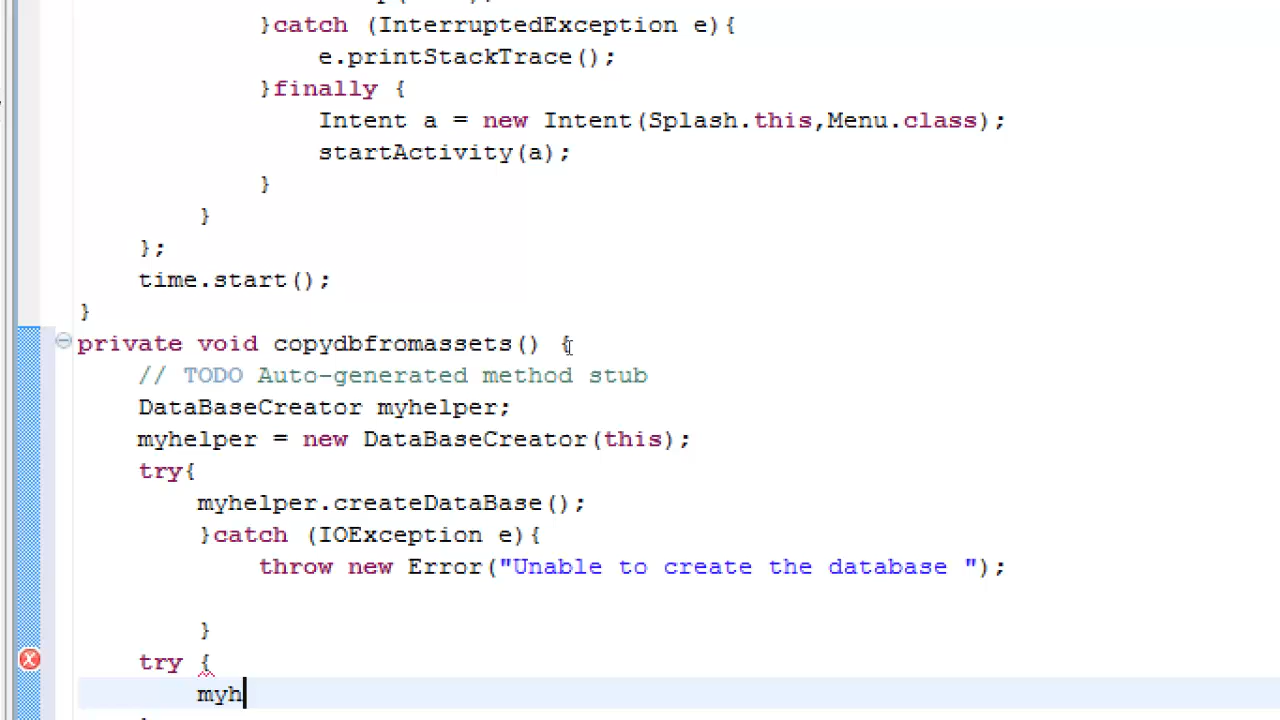 }catch (InterruptedException e){
e.printStackTrace();
}finally {
Intent a = new Intent(Splash.this,Menu.class);
startActivity(a);
}
}
};
time.start();
}
private void copydbfromassets() {
// TODO Auto-generated method stub
DataBaseCreator myhelper;
myhelper = new DataBaseCreator(this);
try{
myhelper.createDataBase();
}catch (IOException e){
throw new Error("Unable to create the database ");
}
try {
myh